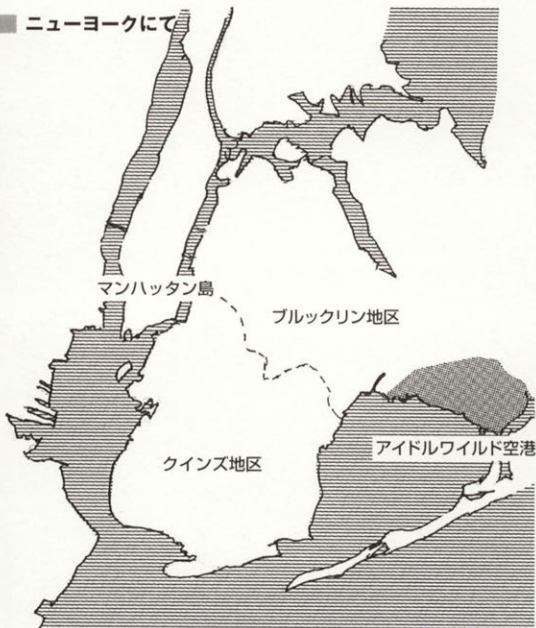 ニューヨークにて
マンハッタン島
ブルックリン地区
アイドルワイルド空港
クインズ地区